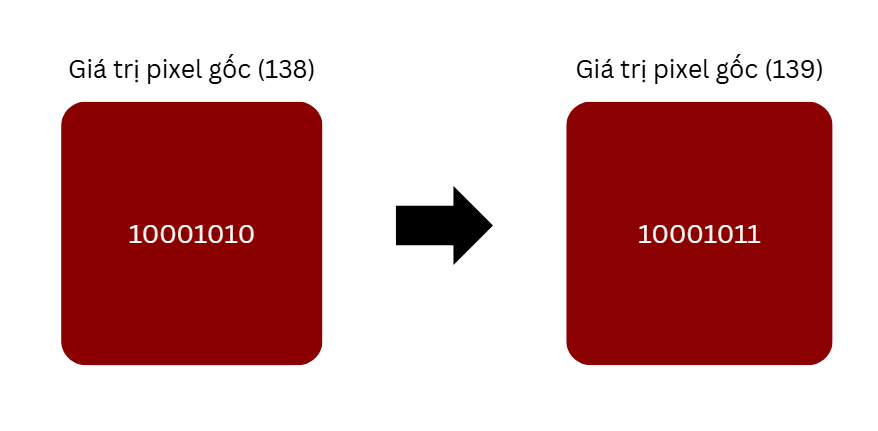 Giá trị pixel gốc (138)
Giá trị pixel gốc (139)
10001010
10001011